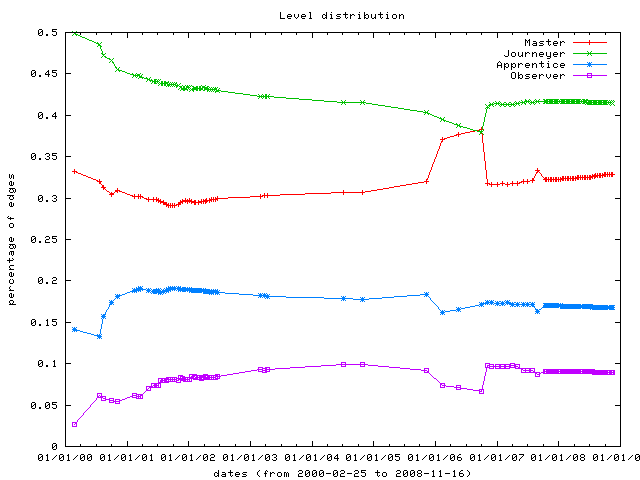 Level distribution
Master
Journeyer
Apprentice
Observer
0.5
0.45
0.4
0.35
0.3
0.25
0.2
0.15
0.1
0.05
0
percentage of edges
01/01/00 01/01/01 01/01/02 01/01/03 01/01/04 01/01/05 01/01/06 01/01/07 01/01/08 01/01/0
dates (from 2000-02-25 to 2008-11-16)